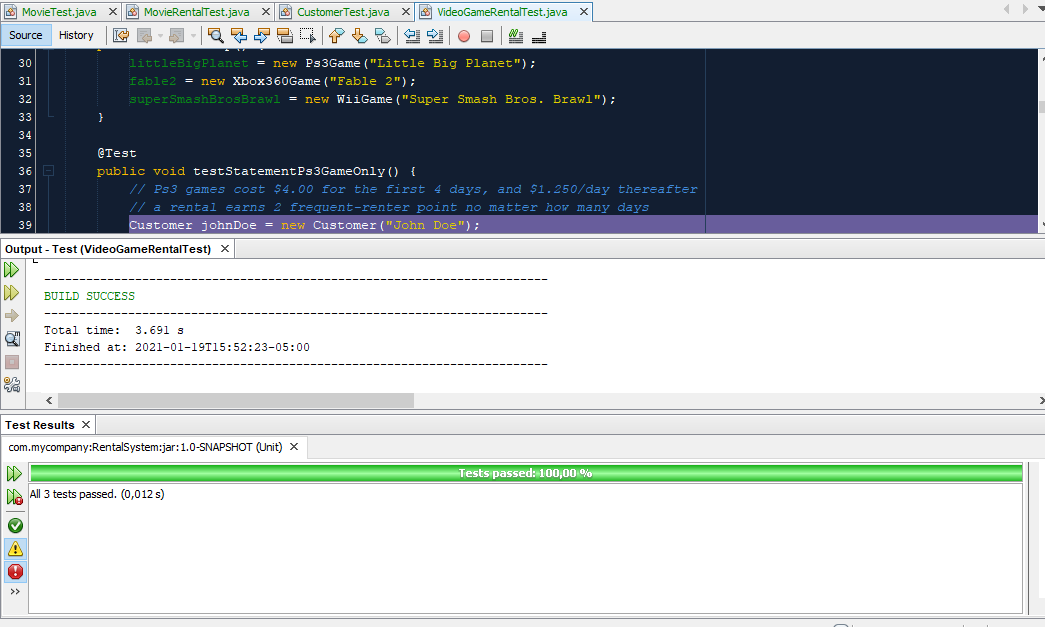 MovieTest.java MovieRentalTest.java CustomerTest.java VideoGameRentalTest.java
Source History
30 littleBigPlanet = new Ps3Game("Little Big Planet");
31 fable2 = new Xbox360Game("Fable 2");
32 superSmashBrosBrawl = new WiiGame("Super Smash Bros. Brawl");
33 }
34
35 @Test
36 public void testStatementPs3GameOnly() {
37 // Ps3 games cost $4.00 for the first 4 days, and $1.250/day thereafter
38 // a rental earns 2 frequent-renter point no matter how many days
39 Customer johnDoe = new Customer("John Doe");
Output - Test (VideoGameRentalTest)
------------------------------------------------------------------------
BUILD SUCCESS
------------------------------------------------------------------------
Total time: 3.691 s
Finished at: 2021-01-19T15:52:23-05:00
------------------------------------------------------------------------
Test Results
com.mycompany:RentalSystem:jar:1.0-SNAPSHOT (Unit)
Tests passed: 100,00 %
All 3 tests passed. (0,012 s)